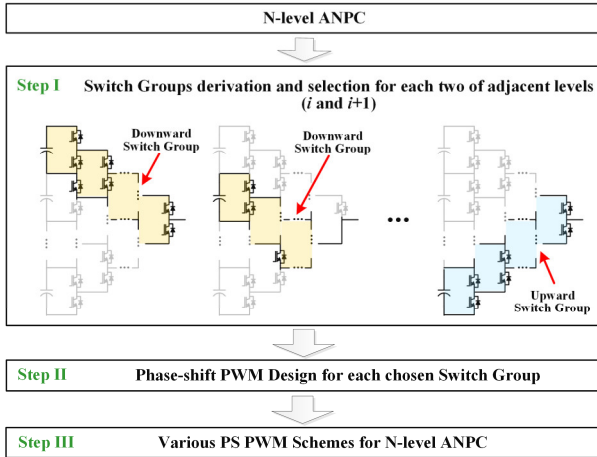 N-level ANPC
Step I Switch Groups derivation and selection for each two of adjacent levels
(i and i+1)
Downward
Switch Group
Downward
Switch Group
•••
Upward
Switch Group
Step II Phase-shift PWM Design for each chosen Switch Group
Step III Various PS PWM Schemes for N-level ANPC